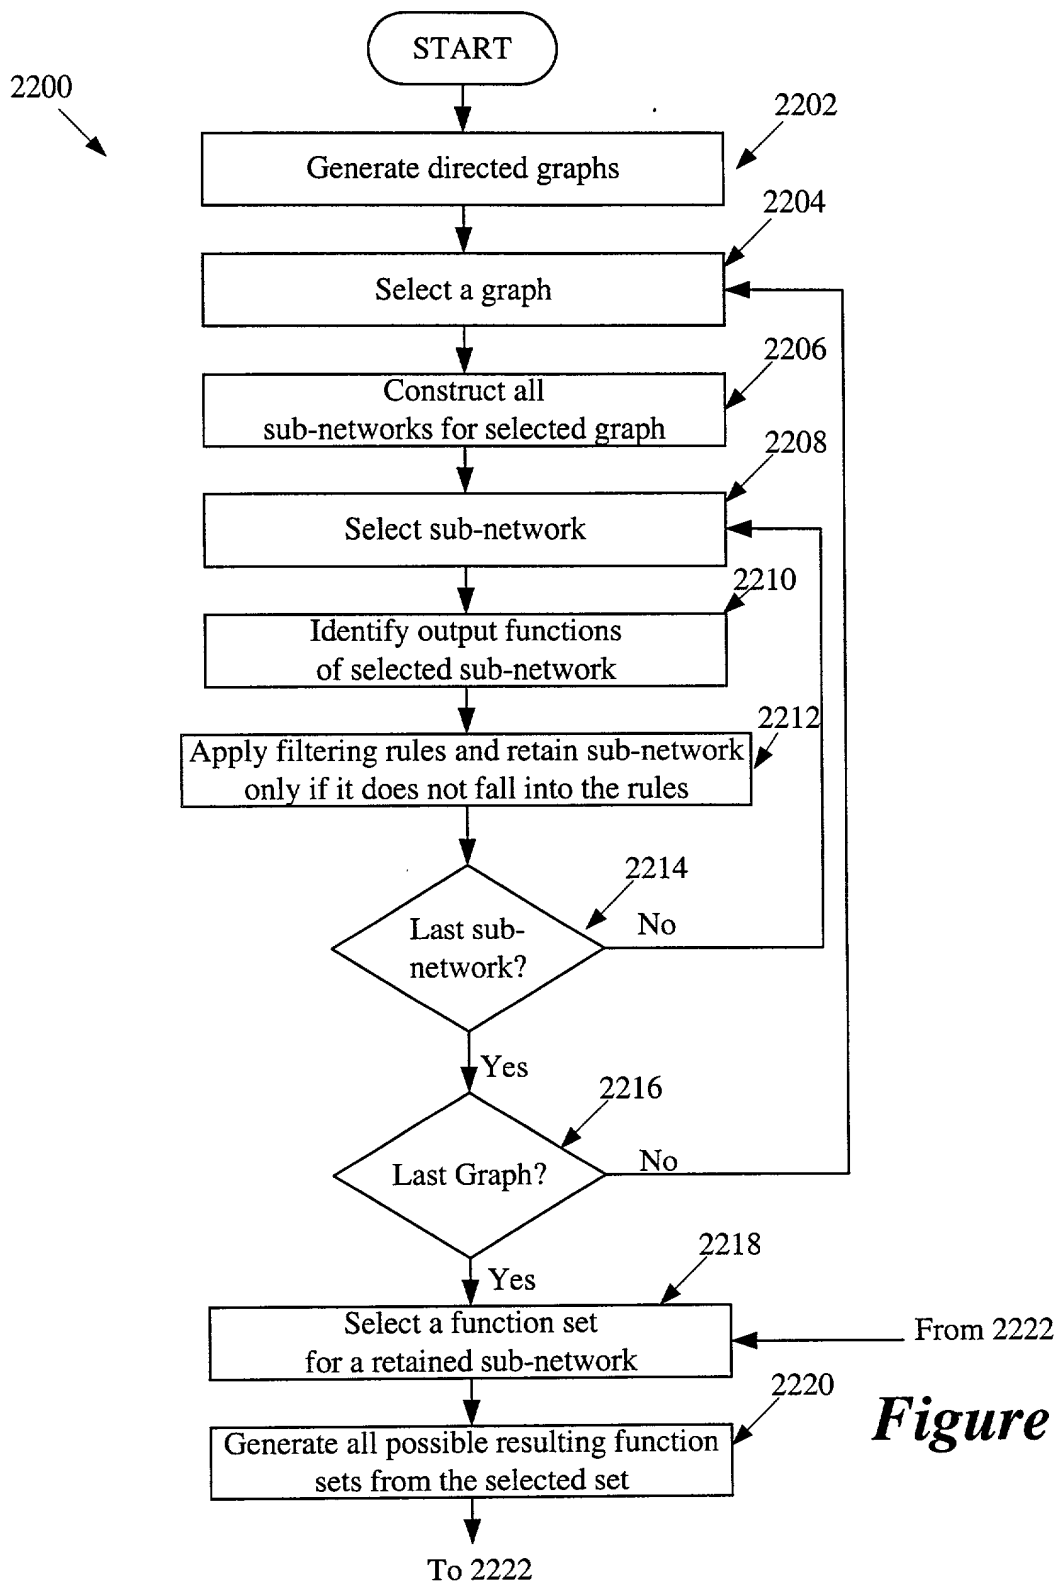 START
2200
2202
Generate directed graphs
2204
Select a graph
2206
Construct all
sub-networks for selected graph
2208
Select sub-network
2210
Identify output functions
of selected sub-network
2212
Apply filtering rules and retain sub-network
only if it does not fall into the rules
2214
Last sub-
network?
No
Yes
2216
Last Graph?
No
Yes
2218
Select a function set
for a retained sub-network
From 2222
2220
Generate all possible resulting function
sets from the selected set
Figure
To 2222